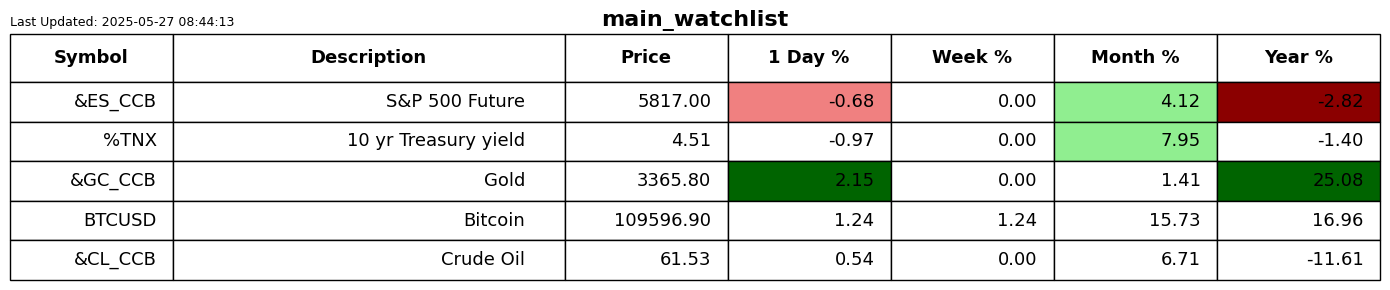 Last Updated: 2025-05-27 08:44:13
main_watchlist
Symbol Description Price 1 Day % Week % Month % Year %
&ES_CCB S&P 500 Future 5817.00 -0.68 0.00 4.12 -2.82
%TNX 10 yr Treasury yield 4.51 -0.97 0.00 7.95 -1.40
&GC_CCB Gold 3365.80 2.15 0.00 1.41 25.08
BTCUSD Bitcoin 109596.90 1.24 1.24 15.73 16.96
&CL_CCB Crude Oil 61.53 0.54 0.00 6.71 -11.61